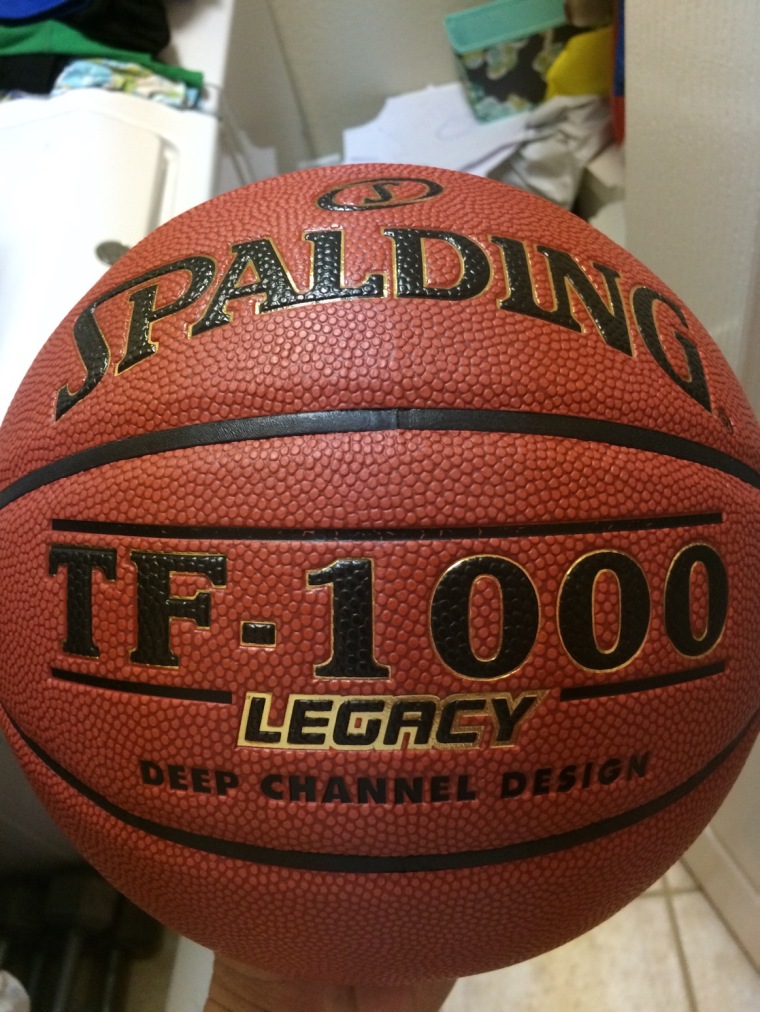 S
SPALDING®
TF-1000
LEGACY
DEEP CHANNEL DESIGN